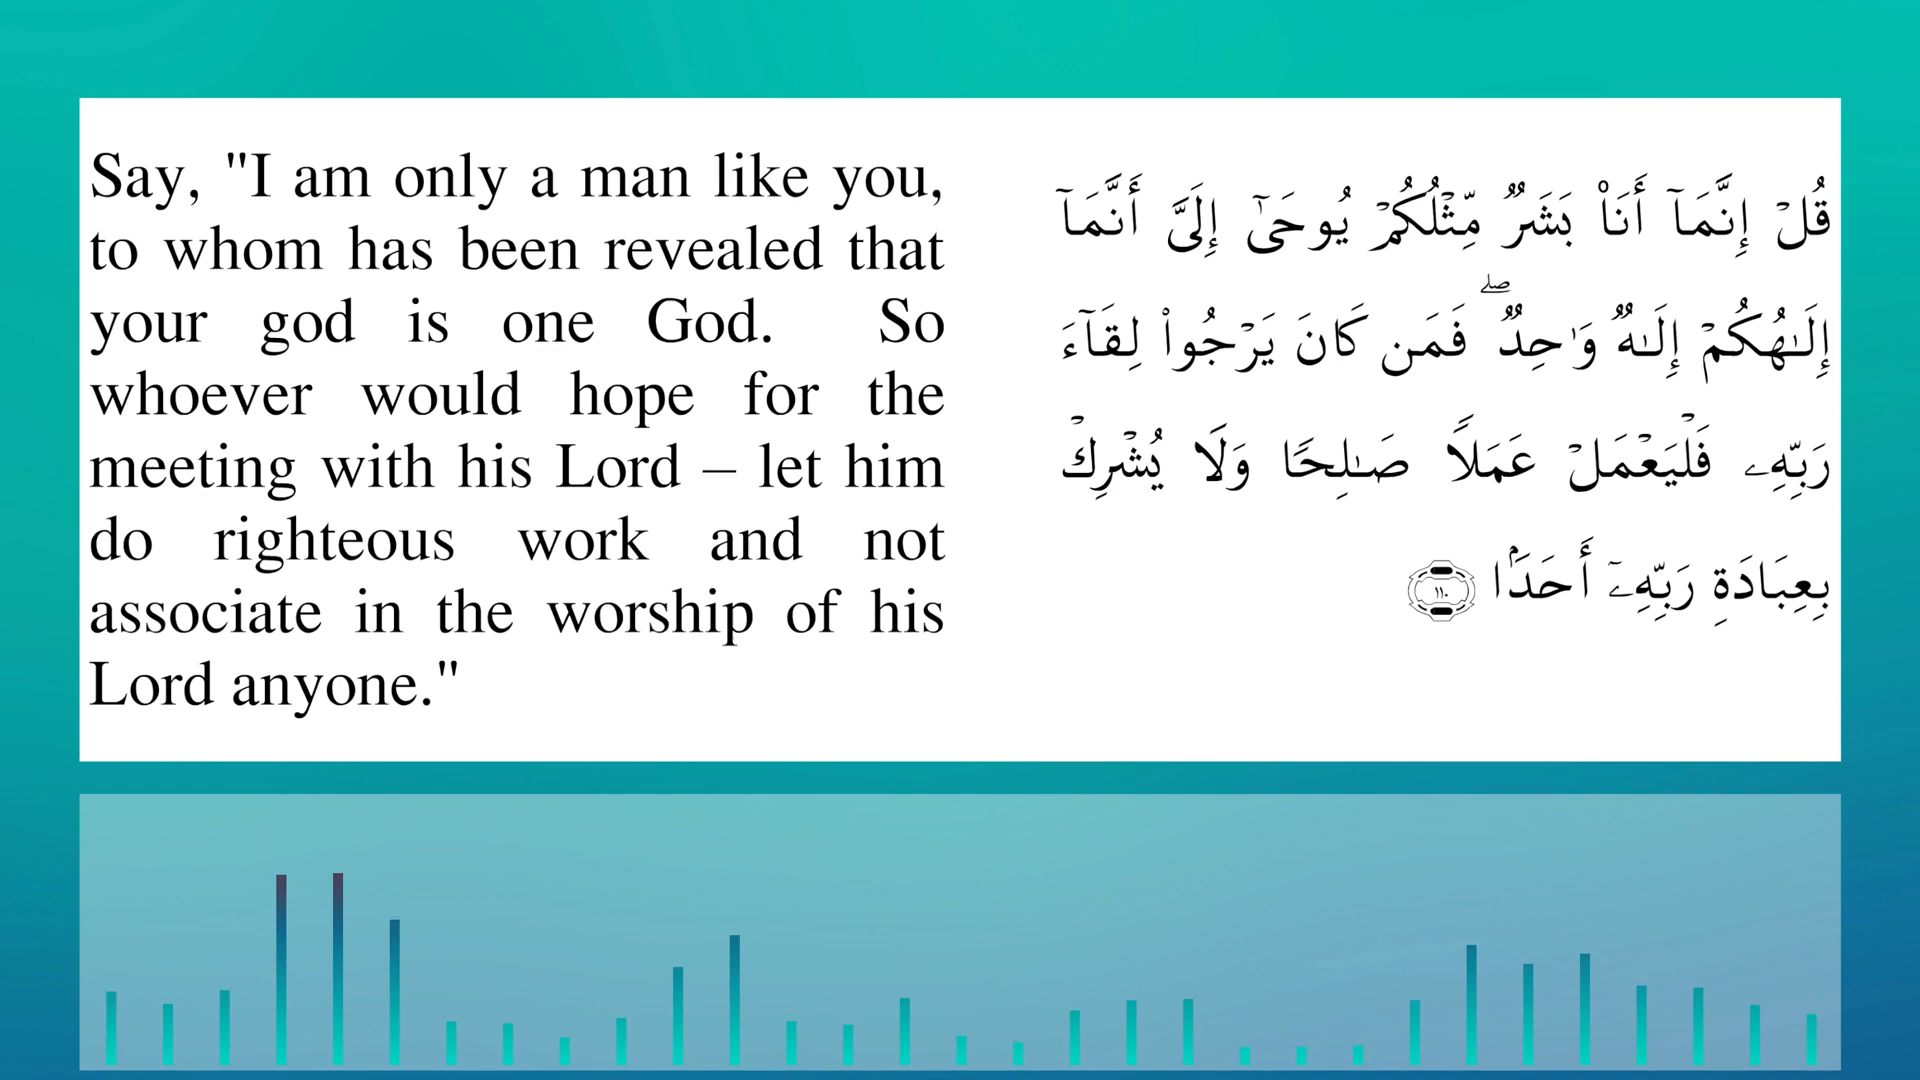 Say, "I am only a man like you,
to whom has been revealed that
your god is one God. So
whoever would hope for the
meeting with his Lord – let him
do righteous work and not
associate in the worship of his
Lord anyone."
قُلْ إِنَّمَآ أَنَا۠ بَشَرٌ مِّثْلُكُمْ يُوحَىٰٓ إِلَىَّ أَنَّمَآ
إِلَـٰهُكُمْ إِلَـٰهٌ وَٰحِدٌ ۖ فَمَن كَانَ يَرْجُوا۟ لِقَآءَ
رَبِّهِۦ فَلْيَعْمَلْ عَمَلًا صَـٰلِحًا وَلَا يُشْرِكْ
بِعِبَادَةِ رَبِّهِۦٓ أَحَدًۢا ١١٠